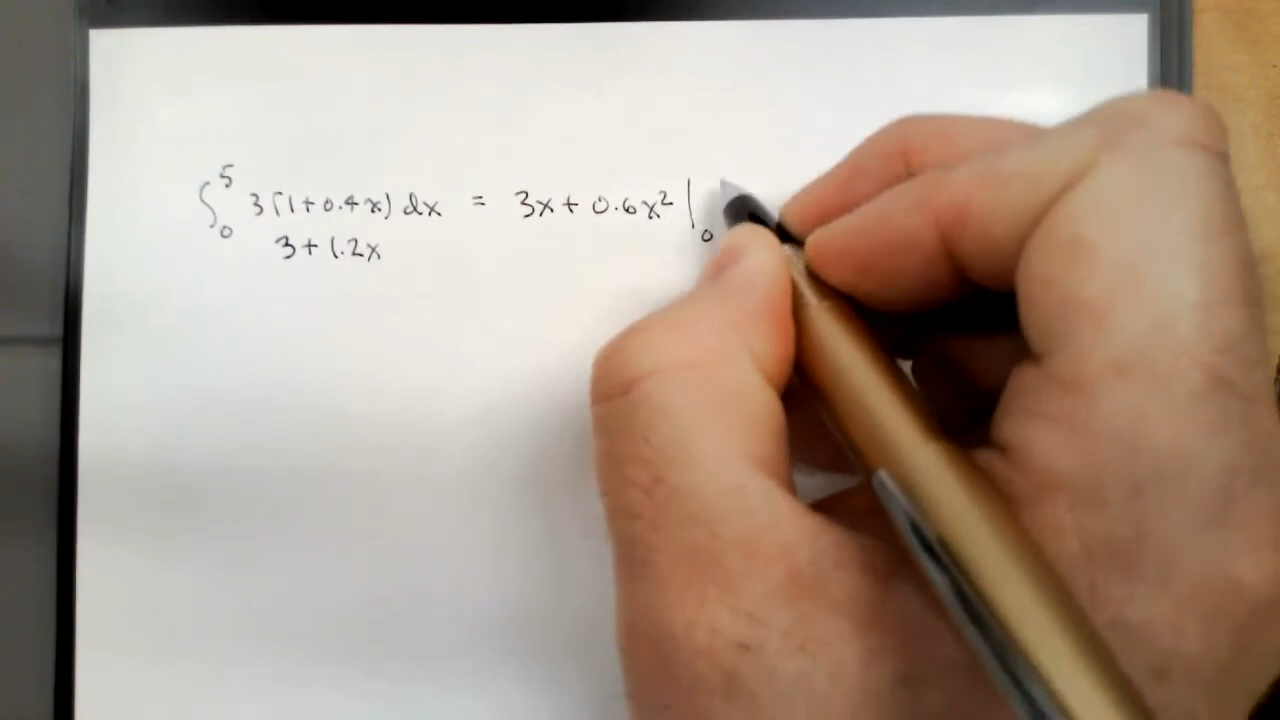 ∫₀⁵ 3(1+0.4x) dx = 3x + 0.6x² |₀
3 + 1.2x